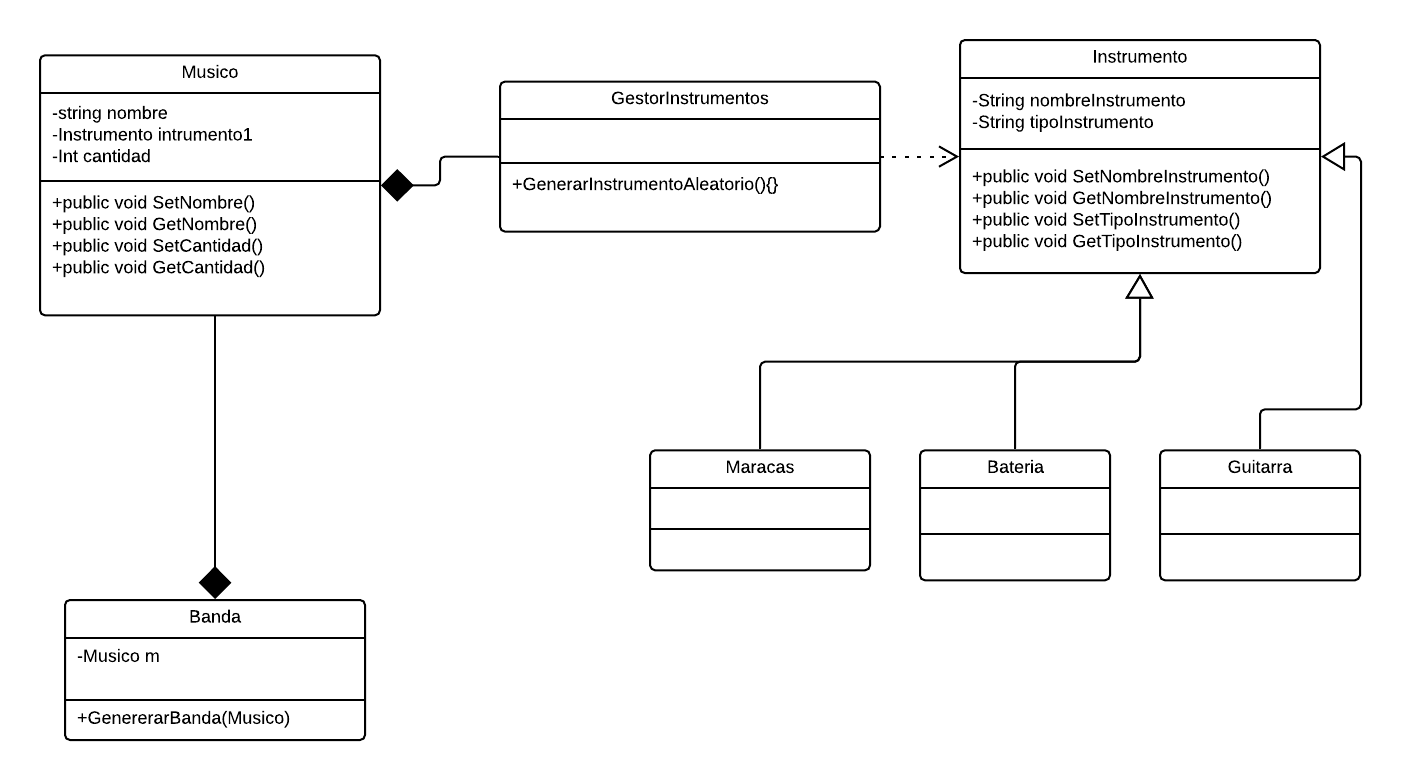 Musico
-string nombre
-Instrumento intrumento1
-Int cantidad
+public void SetNombre()
+public void GetNombre()
+public void SetCantidad()
+public void GetCantidad()
GestorInstrumentos
+GenerarInstrumentoAleatorio(){}
Instrumento
-String nombreInstrumento
-String tipoInstrumento
+public void SetNombreInstrumento()
+public void GetNombreInstrumento()
+public void SetTipoInstrumento()
+public void GetTipoInstrumento()
Maracas
Bateria
Guitarra
Banda
-Musico m
+GenererarBanda(Musico)